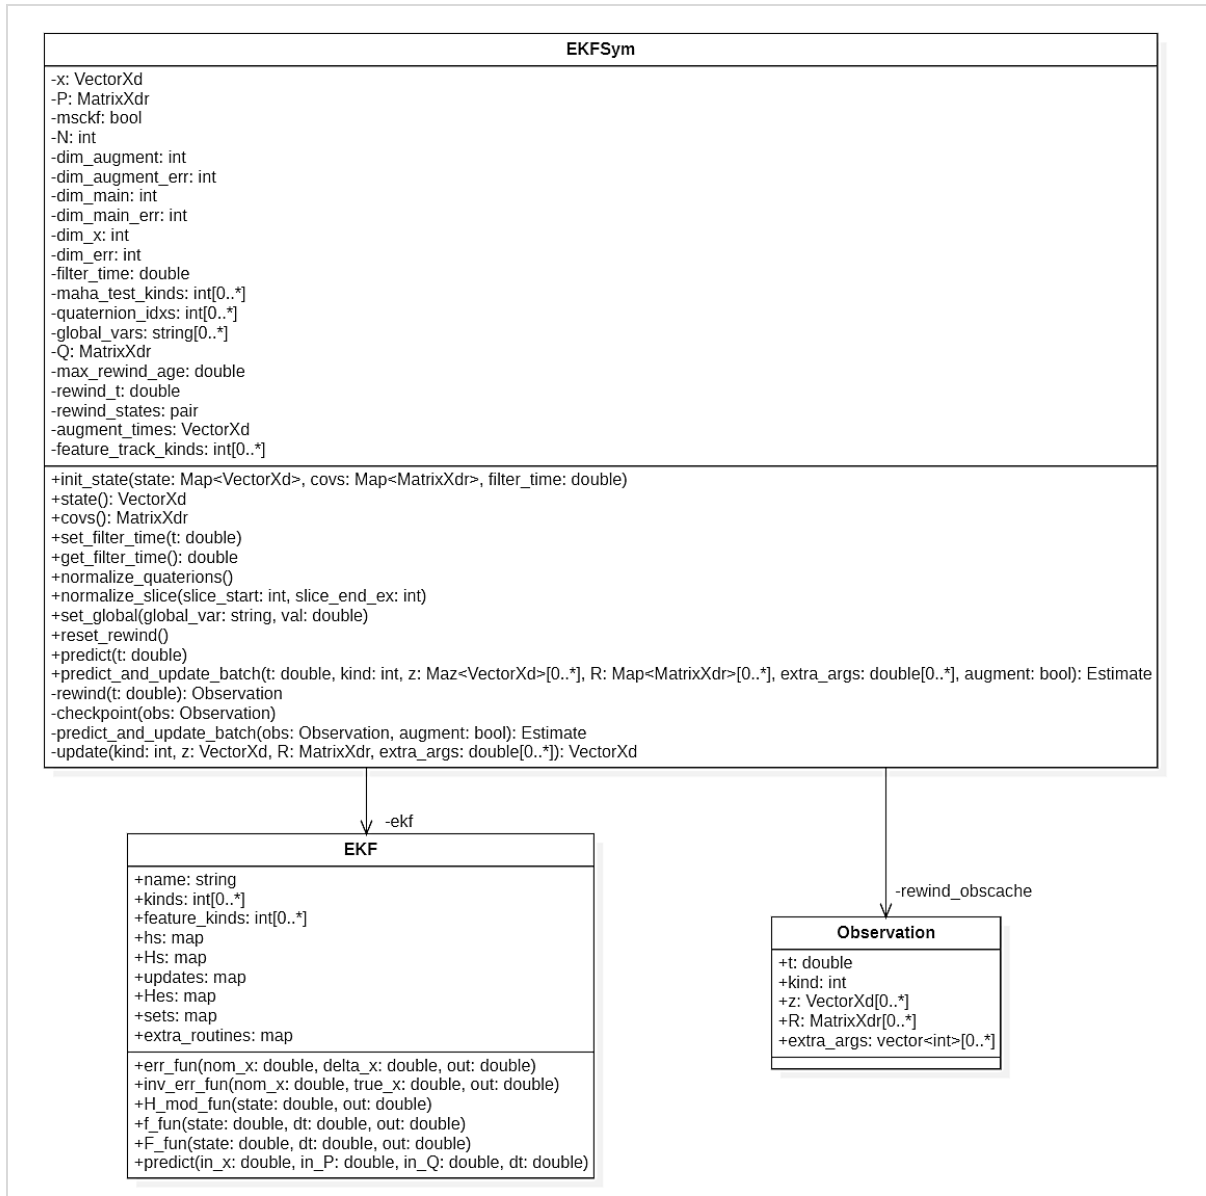 EKFSym
-x: VectorXd
-P: MatrixXdr
-msckf: bool
-N: int
-dim_augment: int
-dim_augment_err: int
-dim_main: int
-dim_main_err: int
-dim_x: int
-dim_err: int
-filter_time: double
-maha_test_kinds: int[0..*]
-quaternion_idxs: int[0..*]
-global_vars: string[0..*]
-Q: MatrixXdr
-max_rewind_age: double
-rewind_t: double
-rewind_states: pair
-augment_times: VectorXd
-feature_track_kinds: int[0..*]
+init_state(state: Map<VectorXd>, covs: Map<MatrixXdr>, filter_time: double)
+state(): VectorXd
+covs(): MatrixXdr
+set_filter_time(t: double)
+get_filter_time(): double
+normalize_quaterions()
+normalize_slice(slice_start: int, slice_end_ex: int)
+set_global(global_var: string, val: double)
+reset_rewind()
+predict(t: double)
+predict_and_update_batch(t: double, kind: int, z: Maz<VectorXd>[0..*], R: Map<MatrixXdr>[0..*], extra_args: double[0..*], augment: bool): Estimate
-rewind(t: double): Observation
-checkpoint(obs: Observation)
-predict_and_update_batch(obs: Observation, augment: bool): Estimate
-update(kind: int, z: VectorXd, R: MatrixXdr, extra_args: double[0..*]): VectorXd
-ekf
EKF
+name: string
+kinds: int[0..*]
+feature_kinds: int[0..*]
+hs: map
+Hs: map
+updates: map
+Hes: map
+sets: map
+extra_routines: map
+err_fun(nom_x: double, delta_x: double, out: double)
+inv_err_fun(nom_x: double, true_x: double, out: double)
+H_mod_fun(state: double, out: double)
+f_fun(state: double, dt: double, out: double)
+F_fun(state: double, dt: double, out: double)
+predict(in_x: double, in_P: double, in_Q: double, dt: double)
-rewind_obscache
Observation
+t: double
+kind: int
+z: VectorXd[0..*]
+R: MatrixXdr[0..*]
+extra_args: vector<int>[0..*]